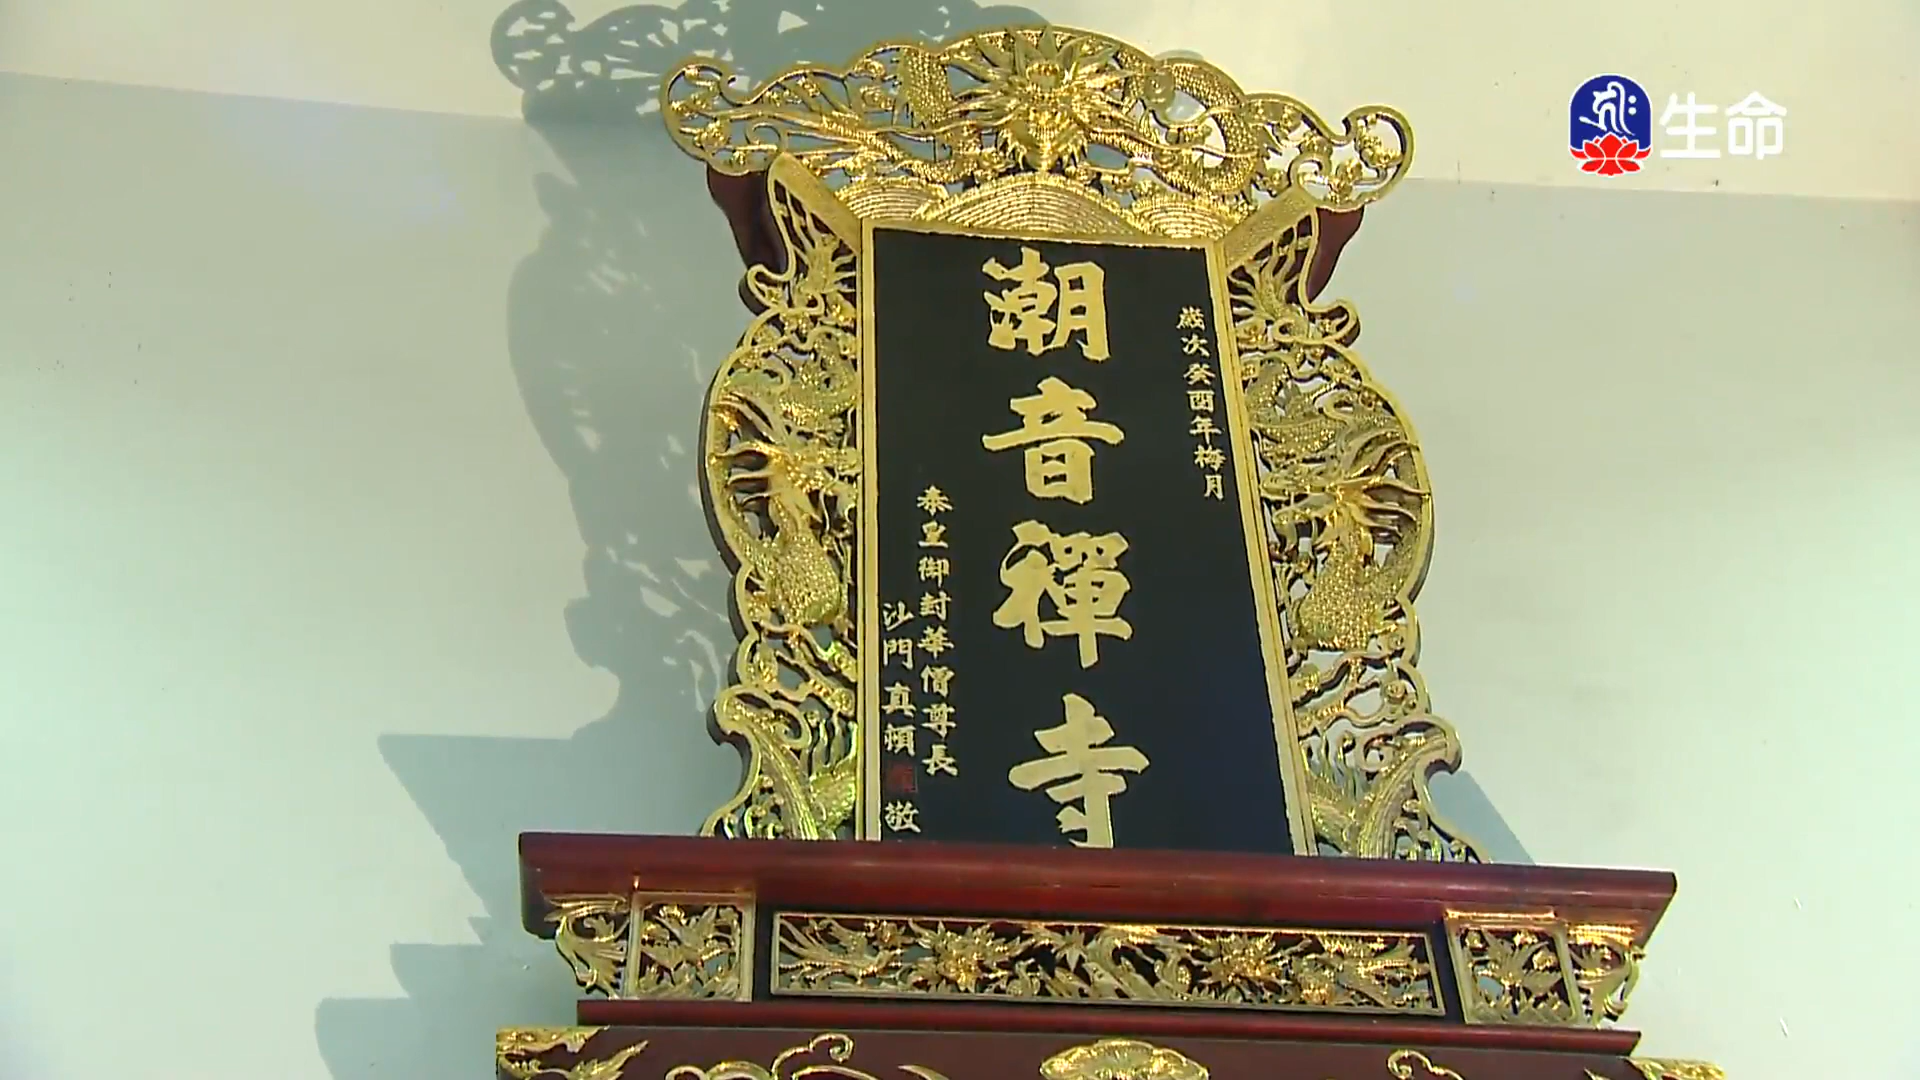 歲次癸酉年梅月
潮音禪寺
泰皇御封華僧尊長
沙門真頓
敬
生命